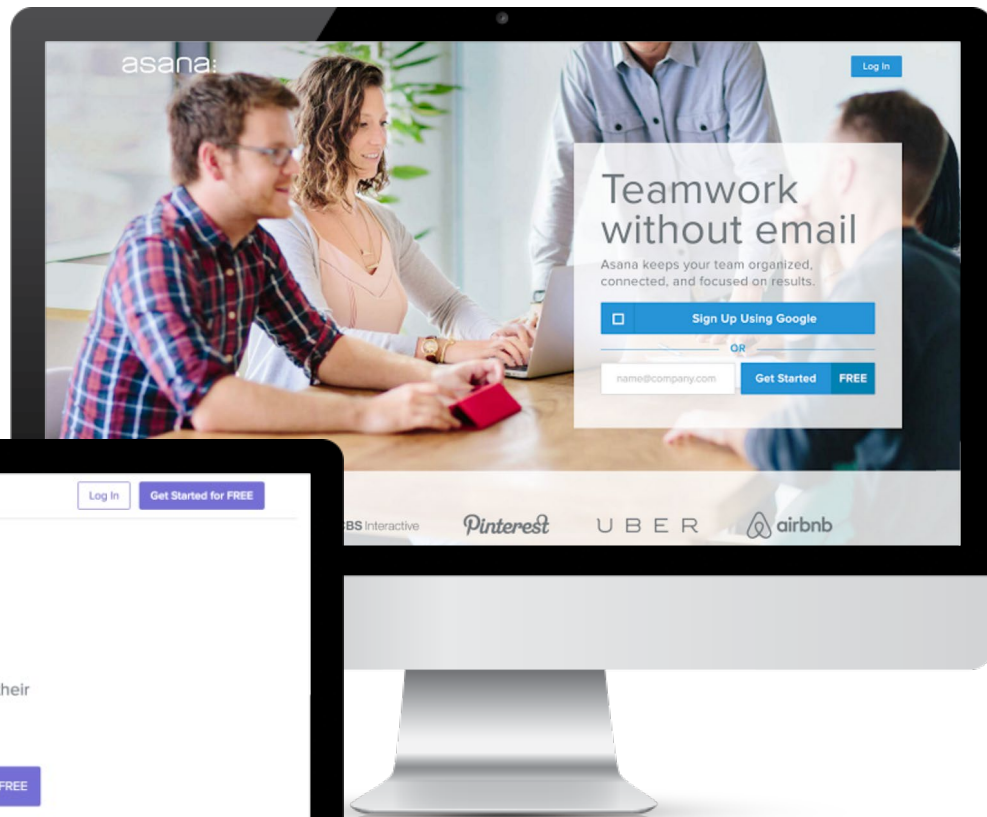 asana:
Log In
Teamwork
without email
Asana keeps your team organized,
connected, and focused on results.
Sign Up Using Google
OR
name@company.com
Get Started FREE
BS Interactive
Pinterest
UBER
airbnb
Log In
Get Started for FREE
heir
FREE